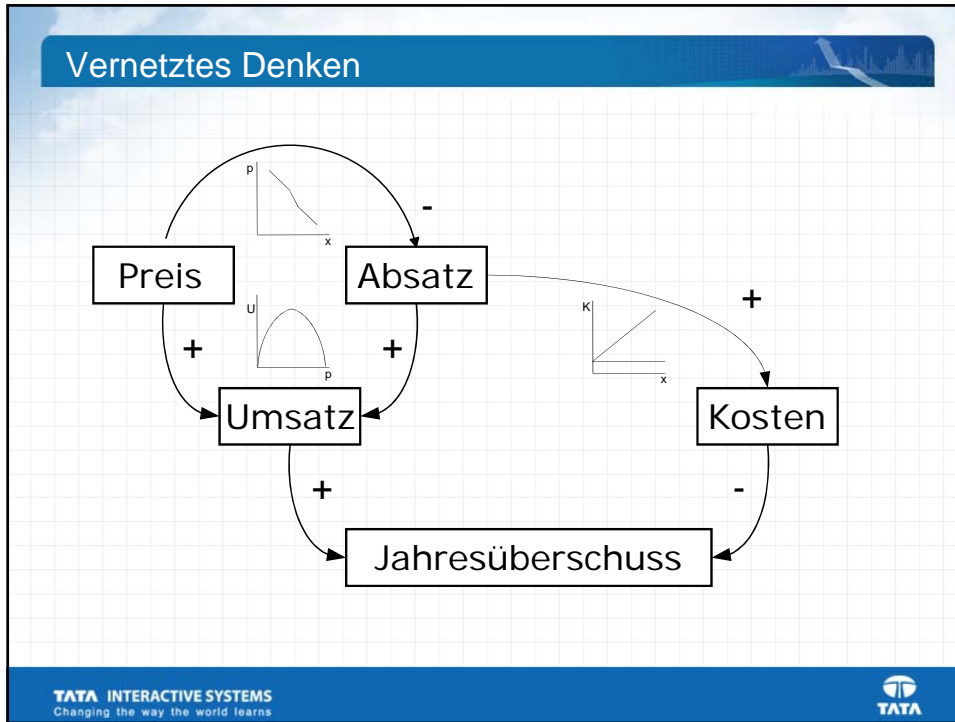 Vernetztes Denken
p
x
-
Preis
Absatz
U
p
+
+
K
x
+
Umsatz
Kosten
+
-
Jahresüberschuss
TATA INTERACTIVE SYSTEMS
Changing the way the world learns
TATA